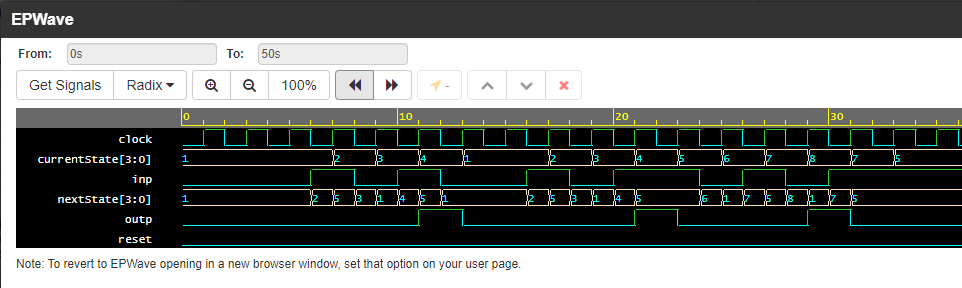 EPWave
From: 0s To: 50s
Get Signals Radix 100% -
0 10 20 30
clock
currentState[3:0] 1 2 3 4 1 2 3 4 5 6 7 8 7 5
inp
nextState[3:0] 1 2 5 3 1 4 5 1 2 5 3 1 4 5 6 1 7 5 8 1 7 5
outp
reset
Note: To revert to EPWave opening in a new browser window, set that option on your user page.